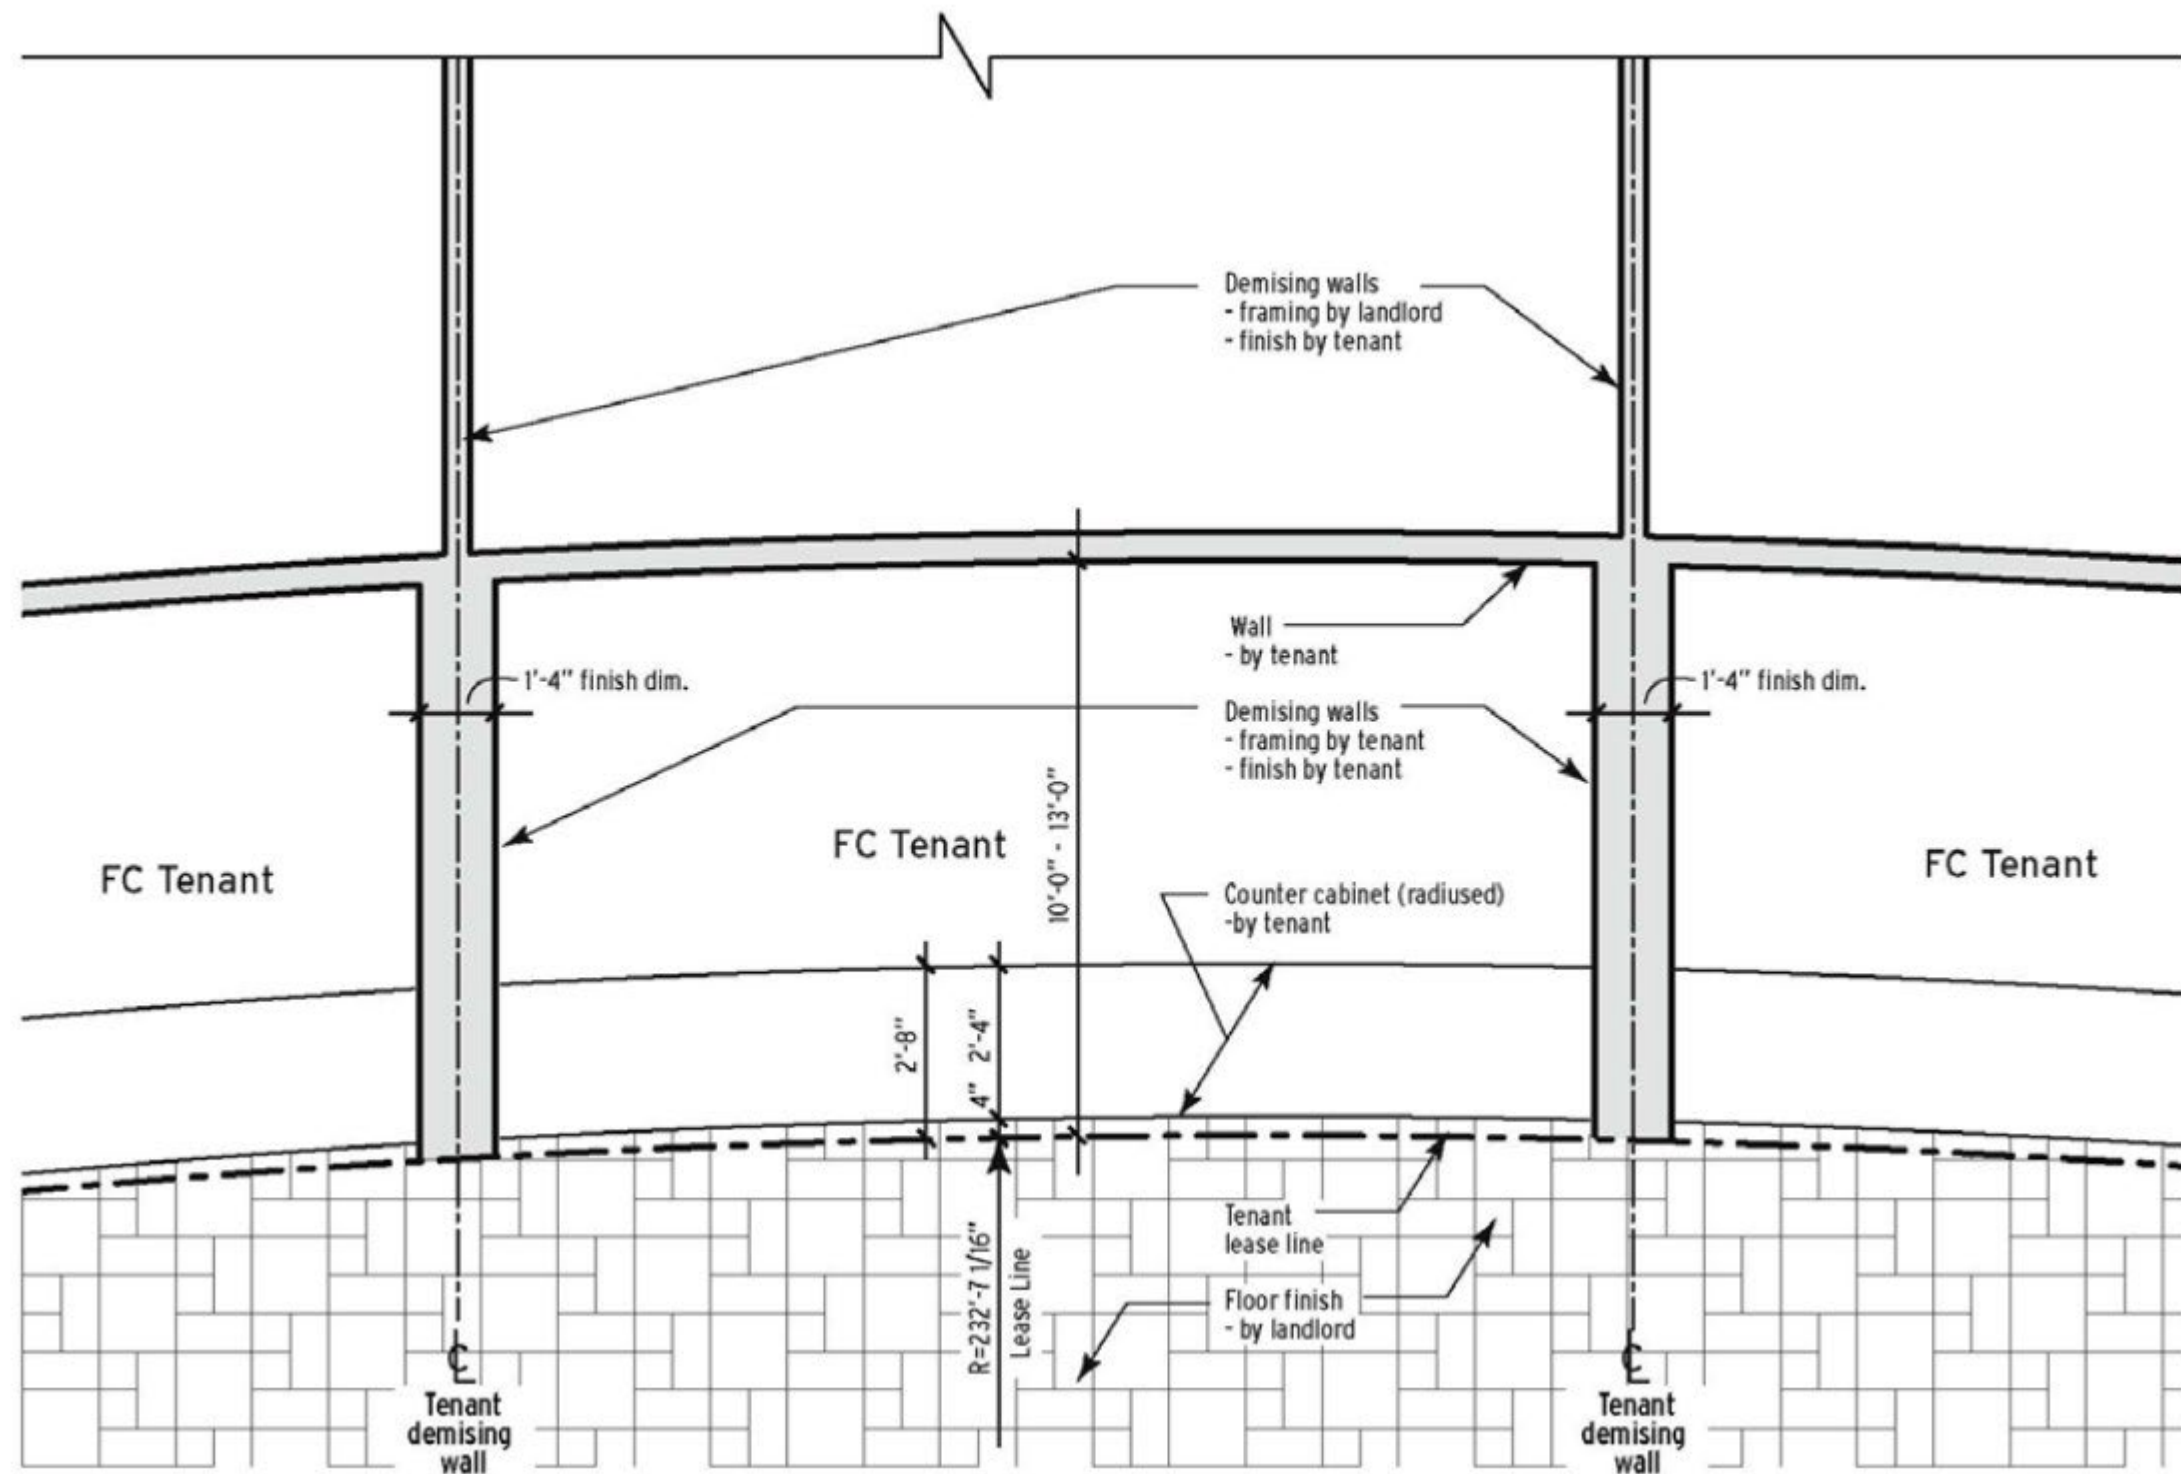 Demising walls
- framing by landlord
- finish by tenant
Wall
- by tenant
1'-4" finish dim.
1'-4" finish dim.
Demising walls
- framing by tenant
- finish by tenant
10'-0" - 13'-0"
FC Tenant
FC Tenant
FC Tenant
Counter cabinet (radiused)
-by tenant
2'-8"
4" 2'-4"
Tenant
lease line
R=232'-7 1/16"
Lease Line
Floor finish
- by landlord
CL
Tenant
demising
wall
CL
Tenant
demising
wall